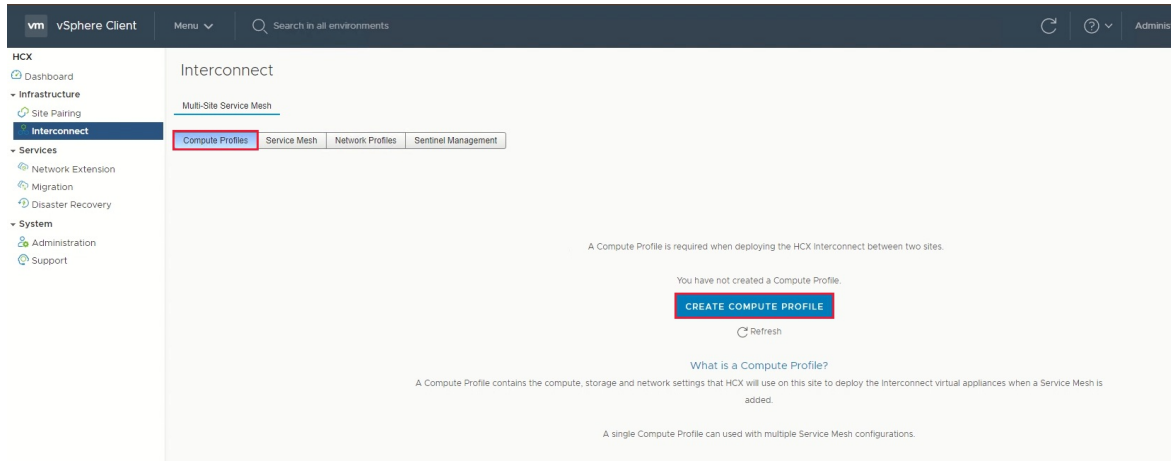 vm vSphere Client Menu Search in all environments Adminis
HCX
Dashboard
Infrastructure
Site Pairing
Interconnect
Services
Network Extension
Migration
Disaster Recovery
System
Administration
Support
Interconnect
Multi-Site Service Mesh
Compute Profiles Service Mesh Network Profiles Sentinel Management
A Compute Profile is required when deploying the HCX Interconnect between two sites.
You have not created a Compute Profile.
CREATE COMPUTE PROFILE
Refresh
What is a Compute Profile?
A Compute Profile contains the compute, storage and network settings that HCX will use on this site to deploy the Interconnect virtual appliances when a Service Mesh is
added.
A single Compute Profile can used with multiple Service Mesh configurations.